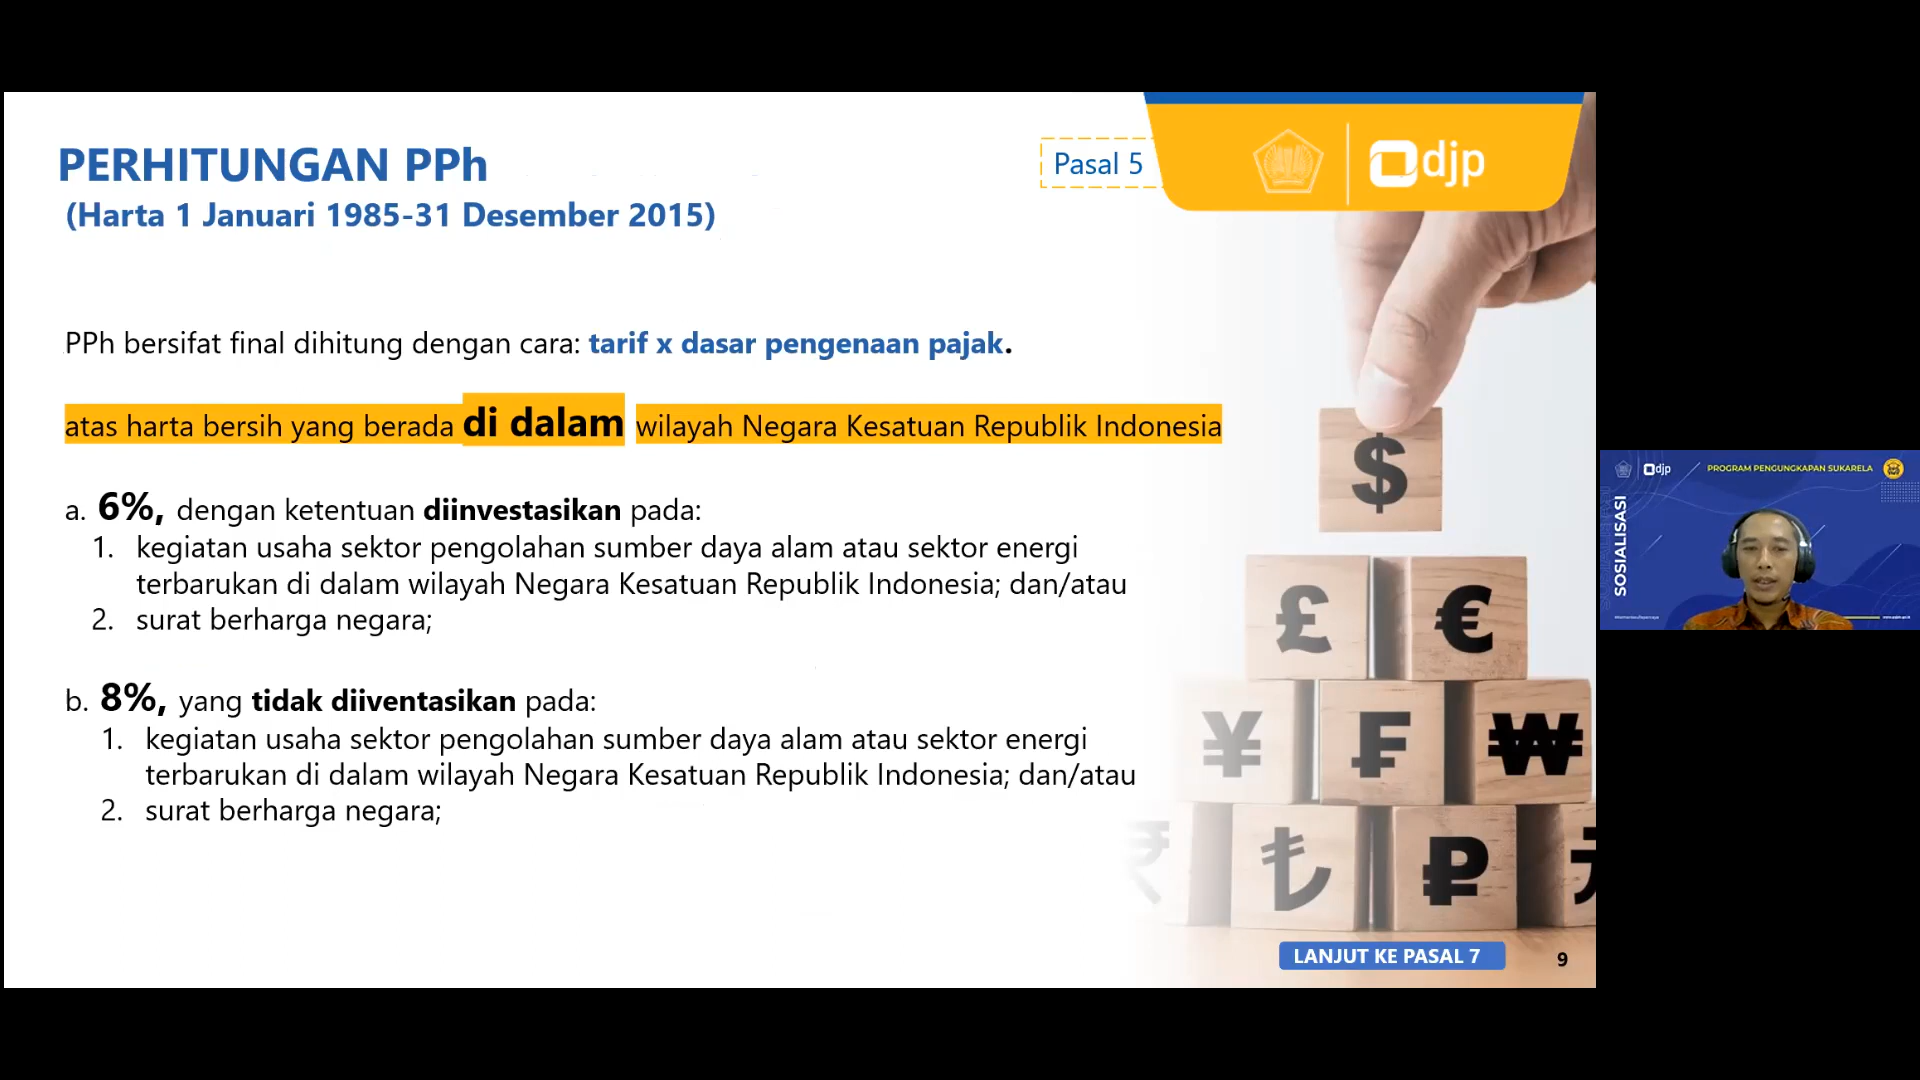 PERHITUNGAN PPh
(Harta 1 Januari 1985-31 Desember 2015)
Pasal 5
djp
PPh bersifat final dihitung dengan cara: tarif x dasar pengenaan pajak.
atas harta bersih yang berada di dalam wilayah Negara Kesatuan Republik Indonesia
a. 6%, dengan ketentuan diinvestasikan pada:
1. kegiatan usaha sektor pengolahan sumber daya alam atau sektor energi
terbarukan di dalam wilayah Negara Kesatuan Republik Indonesia; dan/atau
2. surat berharga negara;
b. 8%, yang tidak diiventasikan pada:
1. kegiatan usaha sektor pengolahan sumber daya alam atau sektor energi
terbarukan di dalam wilayah Negara Kesatuan Republik Indonesia; dan/atau
2. surat berharga negara;
$
£ €
¥ ₣ ₩
₹ ₺ ₽
LANJUT KE PASAL 7
9
djp
PROGRAM PENGUNGKAPAN SUKARELA
SOSIALISASI